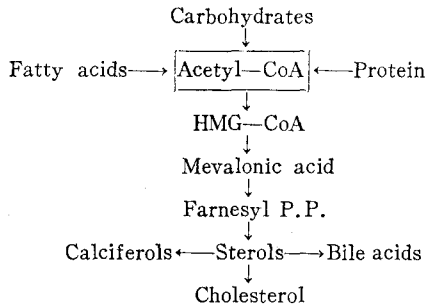 Carbohydrates
Fatty acids→Acetyl—CoA←Protein
HMG—CoA
Mevalonic acid
Farnesyl P.P.
Calciferols←Sterols→Bile acids
Cholesterol